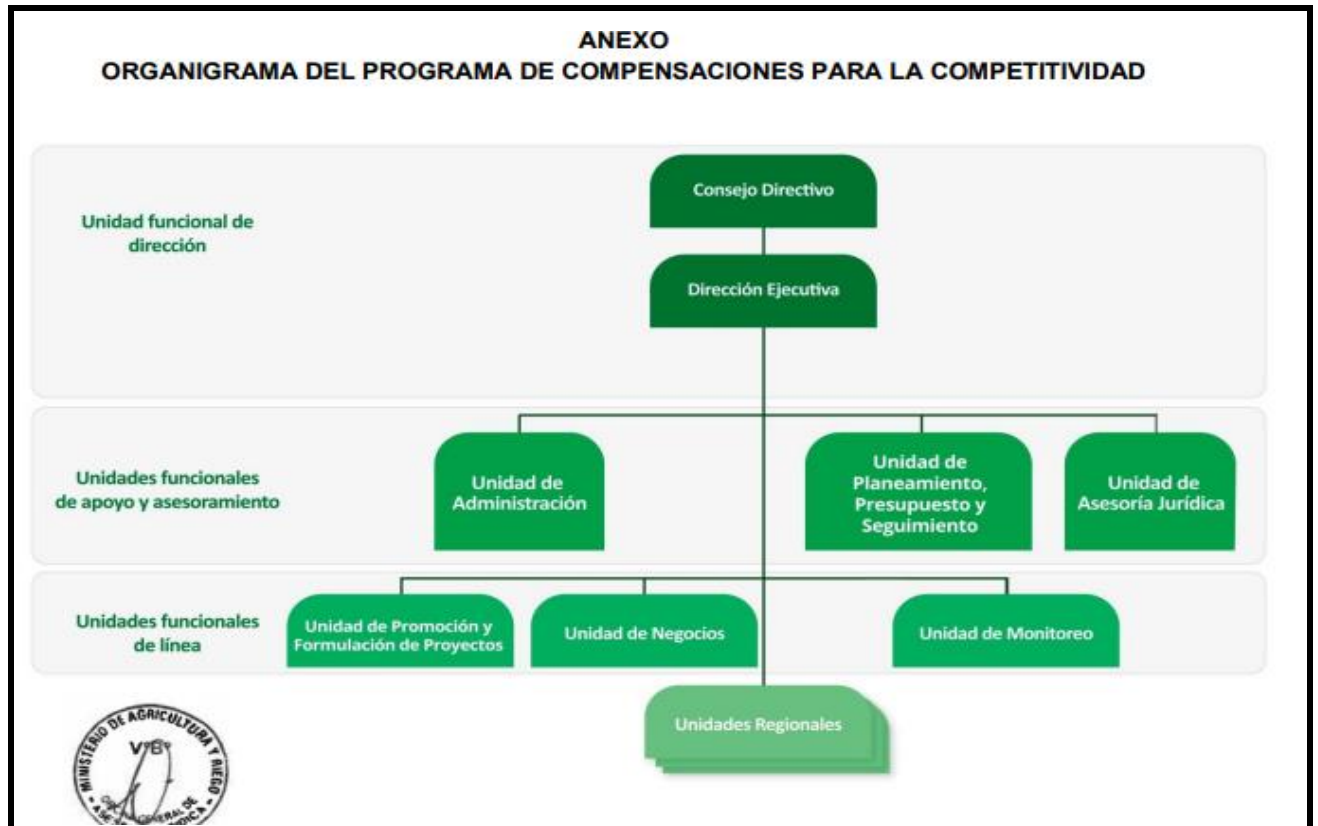 ANEXO
ORGANIGRAMA DEL PROGRAMA DE COMPENSACIONES PARA LA COMPETITIVIDAD
Unidad funcional de
dirección
Consejo Directivo
Dirección Ejecutiva
Unidades funcionales
de apoyo y asesoramiento
Unidad de
Administración
Unidad de
Planeamiento,
Presupuesto y
Seguimiento
Unidad de
Asesoría Jurídica
Unidades funcionales
de línea
Unidad de Promoción y
Formulación de Proyectos
Unidad de Negocios
Unidad de Monitoreo
Unidades Regionales
MINISTERIO DE AGRICULTURA Y RIEGO
V°B°
GENERAL DE